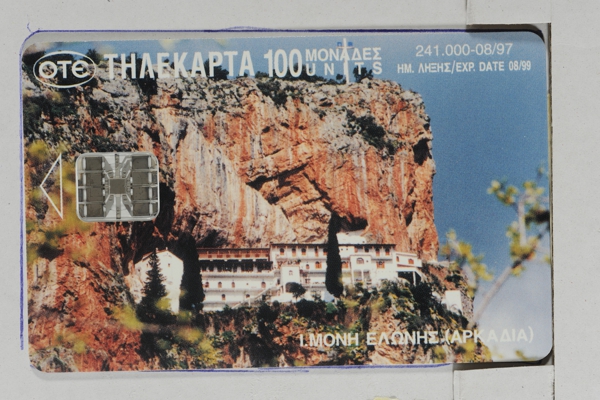 OTE ΤΗΛΕΚΑΡΤΑ 100 ΜΟΝΑΔΕΣ UNITS
241.000-08/97
ΗΜ. ΛΗΞΗΣ/EXP. DATE 08/99
Ι.ΜΟΝΗ ΕΛΩΝΗΣ (ΑΡΚΑΔΙΑ)